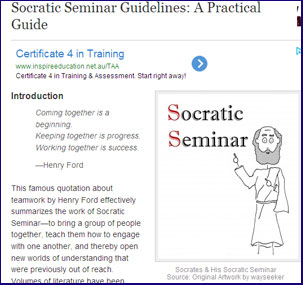 Socratic Seminar Guidelines: A Practical
Guide
Certificate 4 in Training
www.inspireeducation.net.au/TAA
Certificate 4 in Training & Assessment. Start right away!
Introduction
Coming together is a
beginning.
Keeping together is progress.
Working together is success.
—Henry Ford
This famous quotation about
teamwork by Henry Ford effectively
summarizes the work of Socratic
Seminar—to bring a group of people
together, teach them how to engage
with one another, and thereby open
new worlds of understanding that
were previously out of reach.
Volumes of literature have been
Socratic
Seminar
Socrates & His Socratic Seminar
Source: Original Artwork by wayseeker